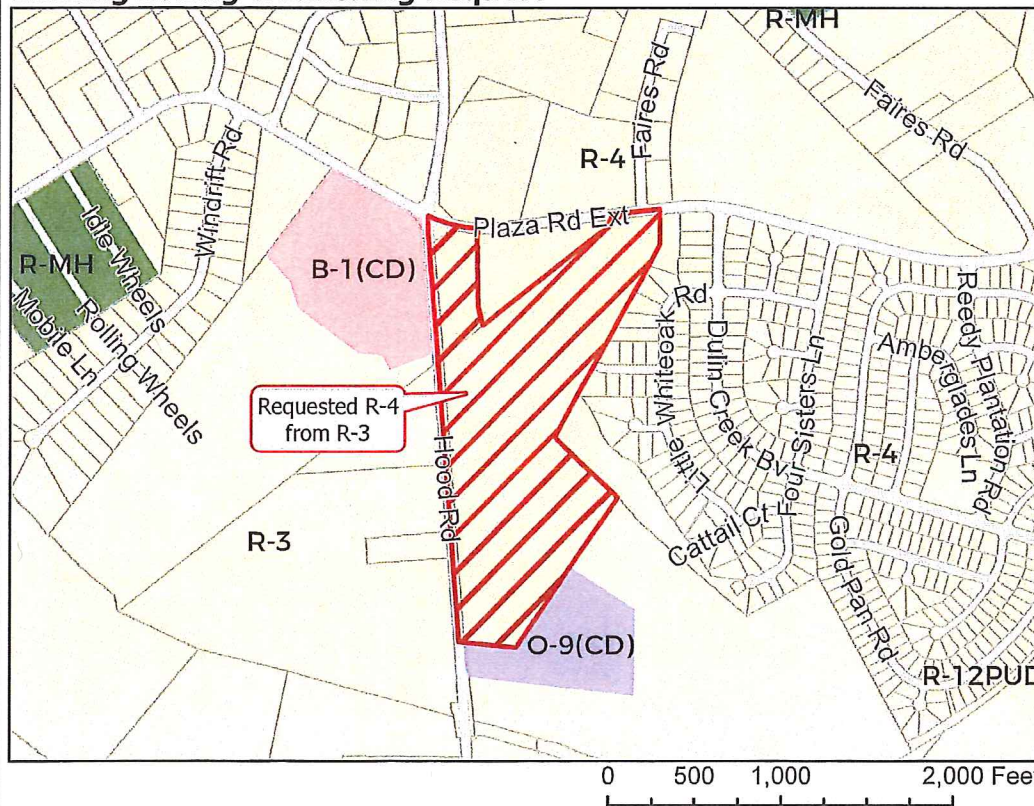 R-MH
Faires Rd
Faires Rd
R-4
Windrift Rd
Plaza Rd Ext
Idle Wheels
R-MH
B-1(CD)
Rolling Wheels
Mobile Ln
Rd
Reedy Plantation Rd
Amberglades Ln
Whiteoak
Dulin Creek Bv
Four Sisters Ln
Requested R-4
from R-3
Hood Rd
R-4
Little
R-3
Cattail Ct
Gold Pan Rd
O-9(CD)
R-12PUD
0 500 1,000 2,000 Fee